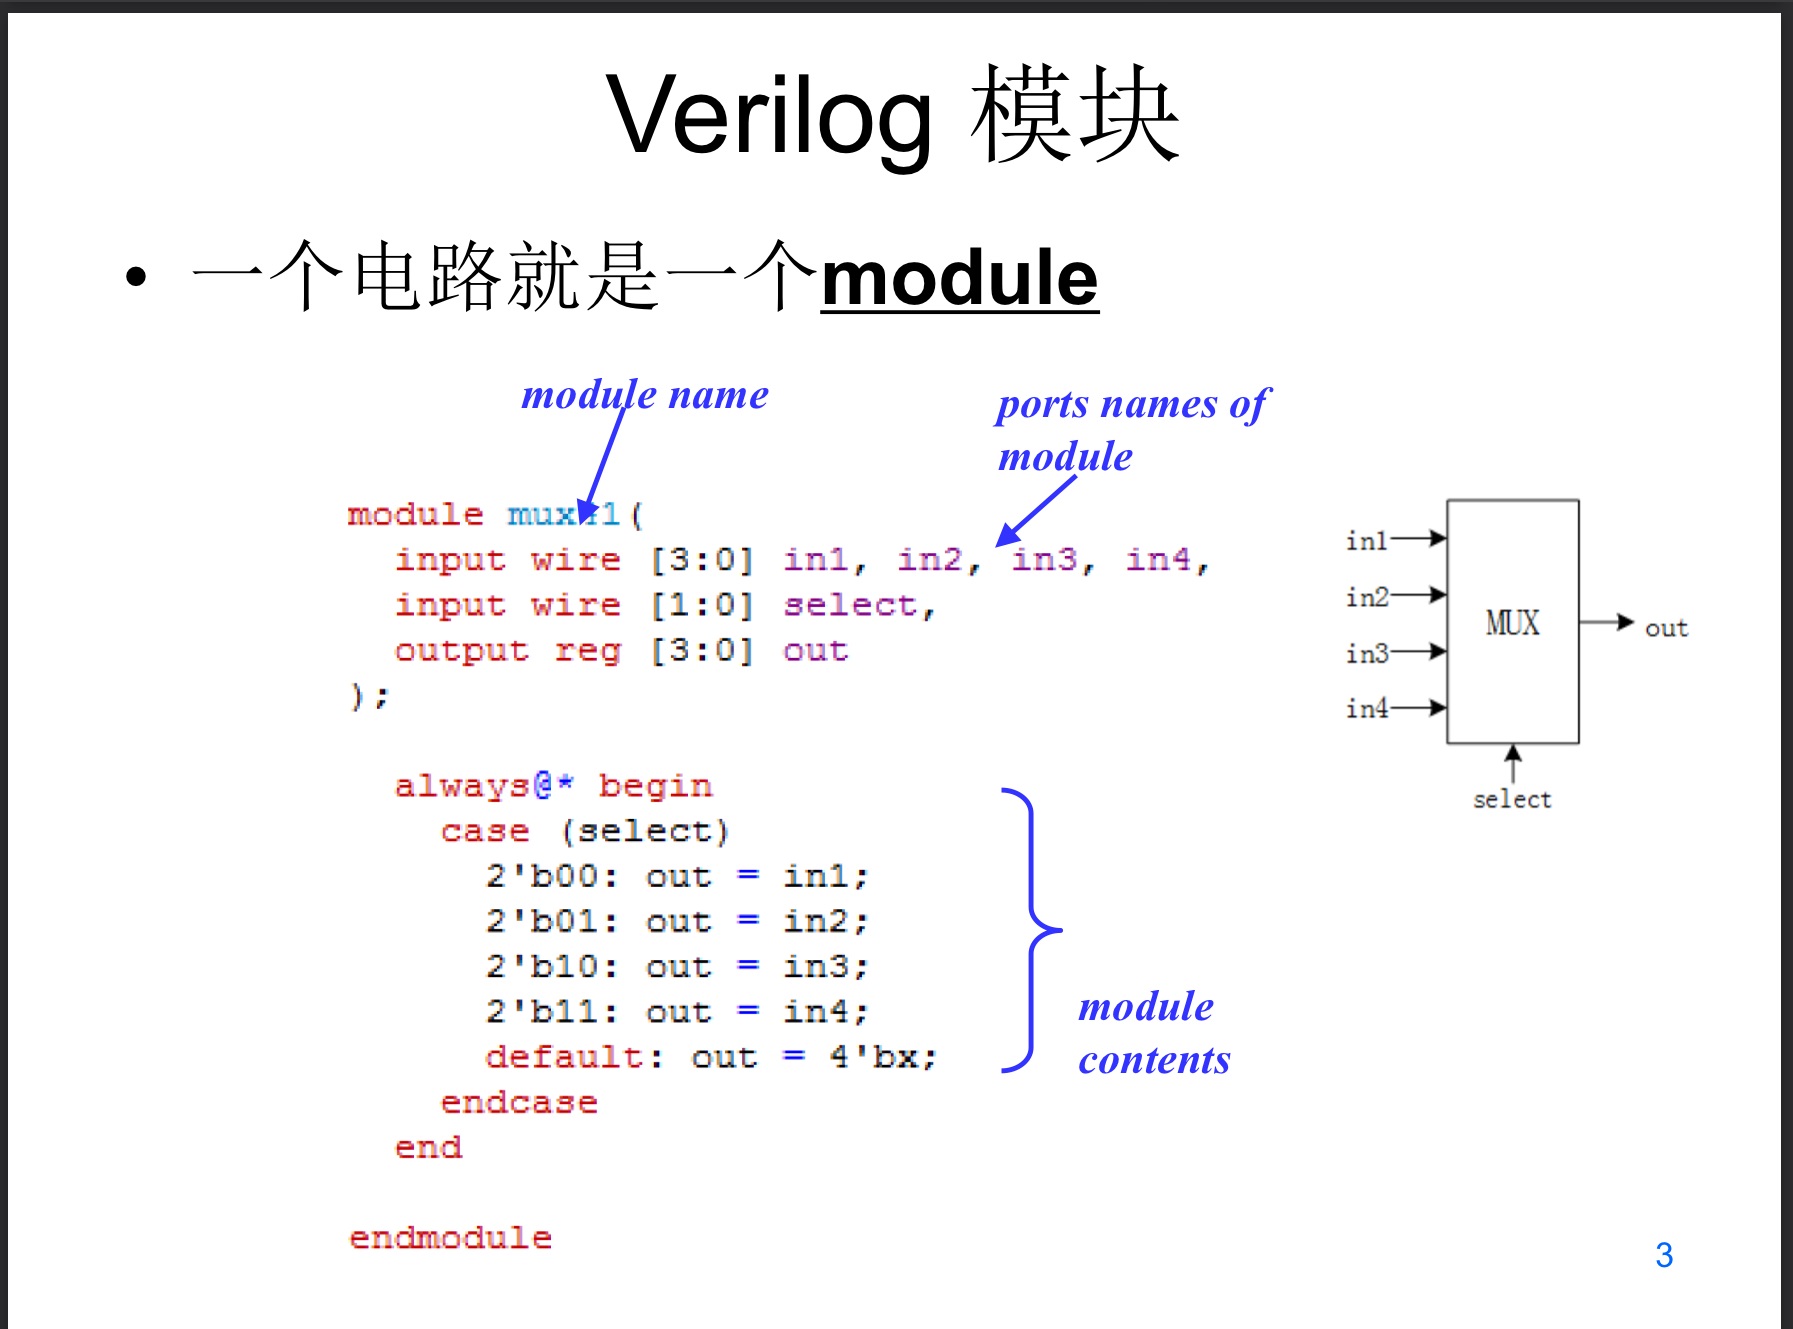 Verilog 模块
• 一个电路就是一个module
module name
ports names of
module
module mux41(
input wire [3:0] in1, in2, in3, in4,
input wire [1:0] select,
output reg [3:0] out
);
always@* begin
case (select)
2'b00: out = in1;
2'b01: out = in2;
2'b10: out = in3;
2'b11: out = in4;
default: out = 4'bx;
endcase
end
endmodule
module
contents
in1
in2
in3
in4
MUX
out
select
3